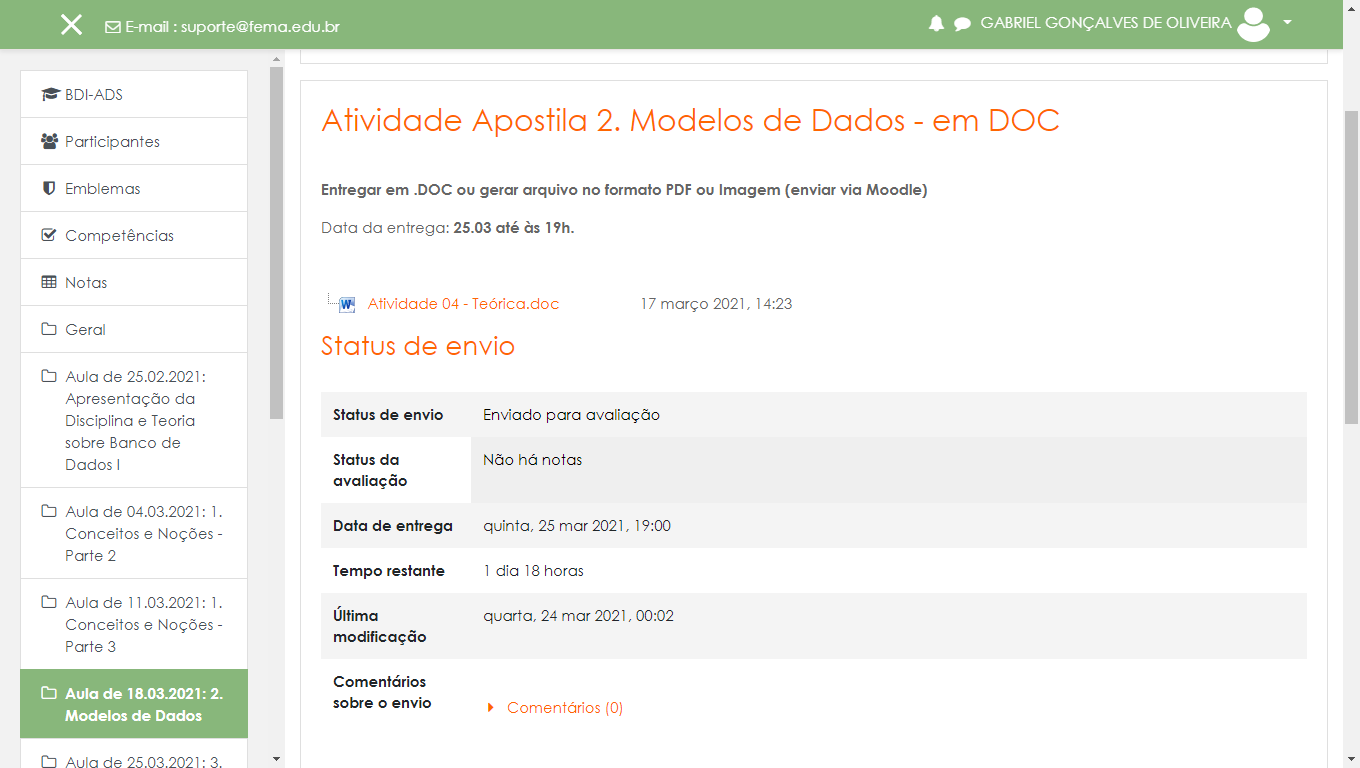 E-mail : suporte@fema.edu.br
GABRIEL GONÇALVES DE OLIVEIRA
BDI-ADS
Participantes
Emblemas
Competências
Notas
Geral
Aula de 25.02.2021:
Apresentação da
Disciplina e Teoria
sobre Banco de
Dados I
Aula de 04.03.2021: 1.
Conceitos e Noções -
Parte 2
Aula de 11.03.2021: 1.
Conceitos e Noções -
Parte 3
Aula de 18.03.2021: 2.
Modelos de Dados
Aula de 25.03.2021: 3.
Atividade Apostila 2. Modelos de Dados - em DOC
Entregar em .DOC ou gerar arquivo no formato PDF ou Imagem (enviar via Moodle)
Data da entrega: 25.03 até às 19h.
Atividade 04 - Teórica.doc 17 março 2021, 14:23
Status de envio
Status de envio Enviado para avaliação
Status da
avaliação
Não há notas
Data de entrega quinta, 25 mar 2021, 19:00
Tempo restante 1 dia 18 horas
Última
modificação
quarta, 24 mar 2021, 00:02
Comentários
sobre o envio
Comentários (0)